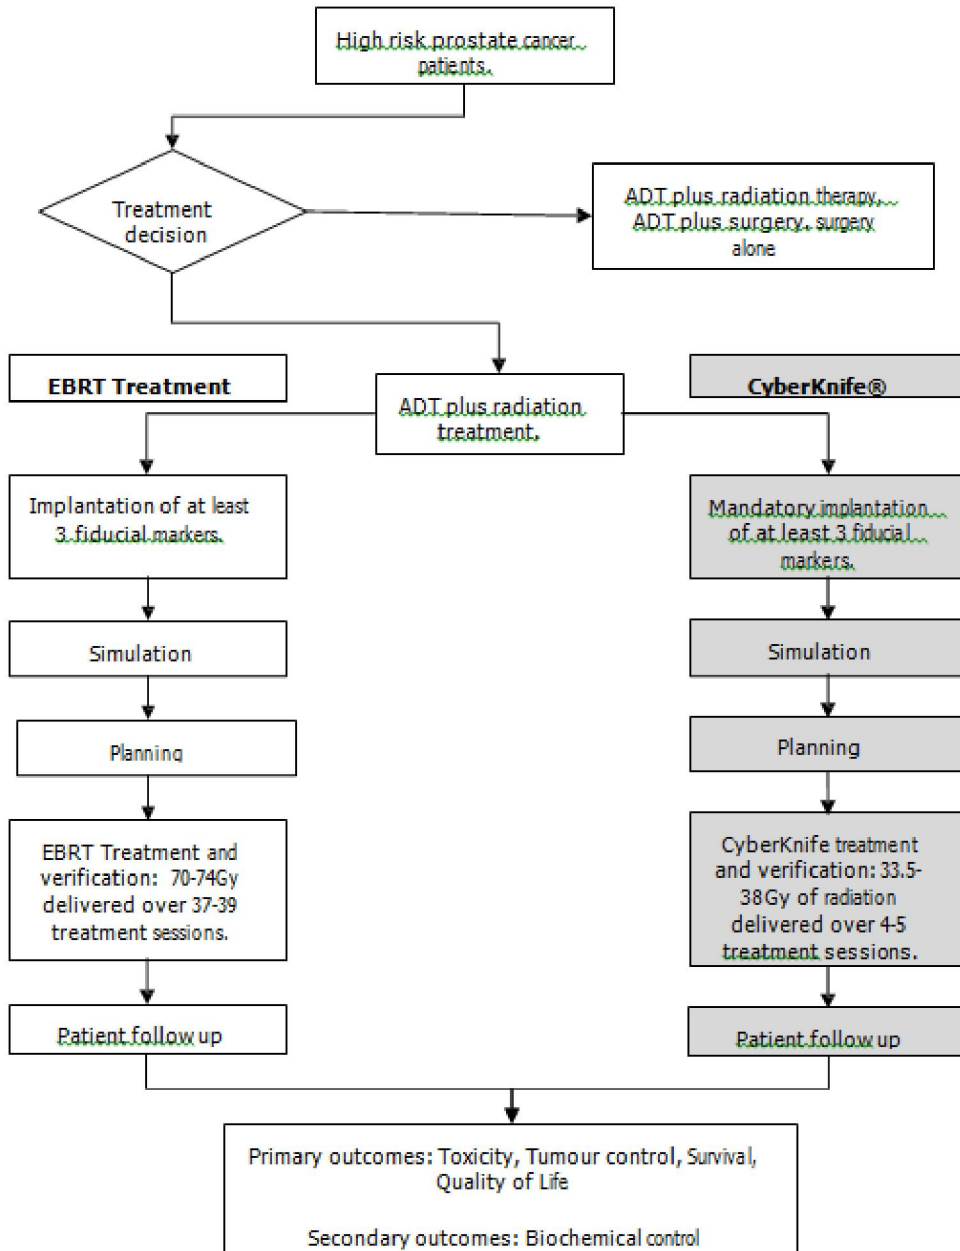 High risk prostate cancer
patients.
Treatment
decision
ADT plus radiation therapy,
ADT plus surgery, surgery
alone
EBRT Treatment
ADT plus radiation
treatment.
CyberKnife®
Implantation of at least
3 fiducial markers.
Mandatory implantation
of at least 3 fiducial
markers.
Simulation
Simulation
Planning
Planning
EBRT Treatment and
verification: 70-74Gy
delivered over 37-39
treatment sessions.
CyberKnife treatment
and verification: 33.5-
38Gy of radiation
delivered over 4-5
treatment sessions.
Patient follow up
Patient follow up
Primary outcomes: Toxicity, Tumour control, Survival,
Quality of Life
Secondary outcomes: Biochemical control